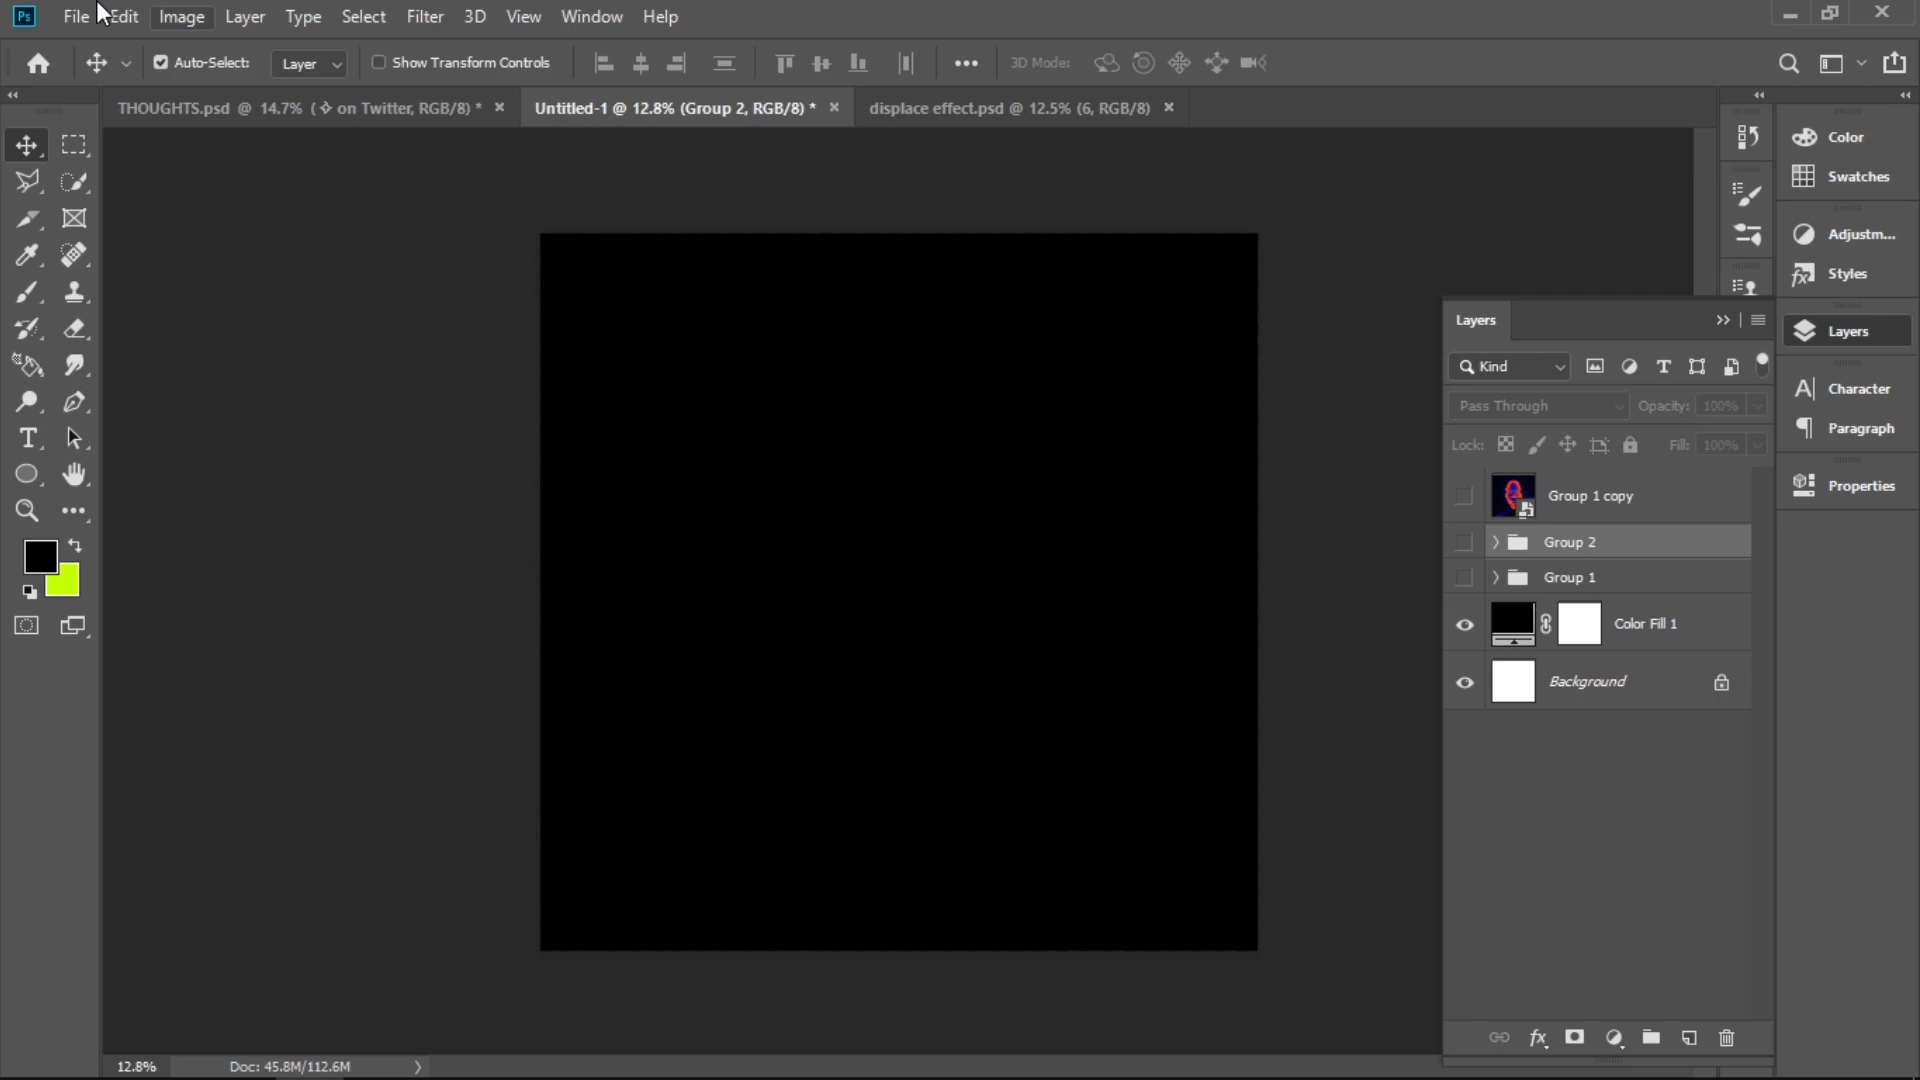 Ps File Edit Image Layer Type Select Filter 3D View Window Help
Auto-Select: Layer Show Transform Controls 3D Mode:
THOUGHTS.psd @ 14.7% ( on Twitter, RGB/8) * Untitled-1 @ 12.8% (Group 2, RGB/8) * displace effect.psd @ 12.5% (6, RGB/8)
Color
Swatches
Adjustm...
Styles
Layers
Character
Paragraph
Properties
Layers
Kind
Pass Through Opacity: 100%
Lock: Fill: 100%
Group 1 copy
Group 2
Group 1
Color Fill 1
Background
fx
12.8% Doc: 45.8M/112.6M